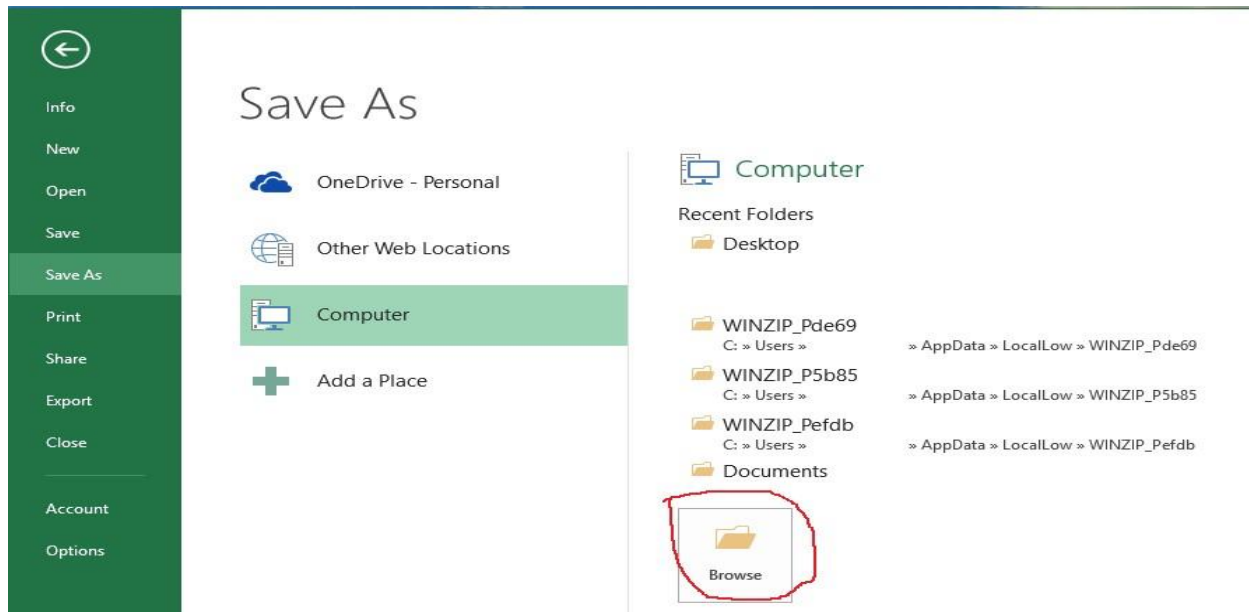 Info
New
Open
Save
Save As
Print
Share
Export
Close
Account
Options
Save As
OneDrive - Personal
Other Web Locations
Computer
Add a Place
Computer
Recent Folders
Desktop
WINZIP_Pde69
C: » Users » » AppData » LocalLow » WINZIP_Pde69
WINZIP_P5b85
C: » Users » » AppData » LocalLow » WINZIP_P5b85
WINZIP_Pefdb
C: » Users » » AppData » LocalLow » WINZIP_Pefdb
Documents
Browse